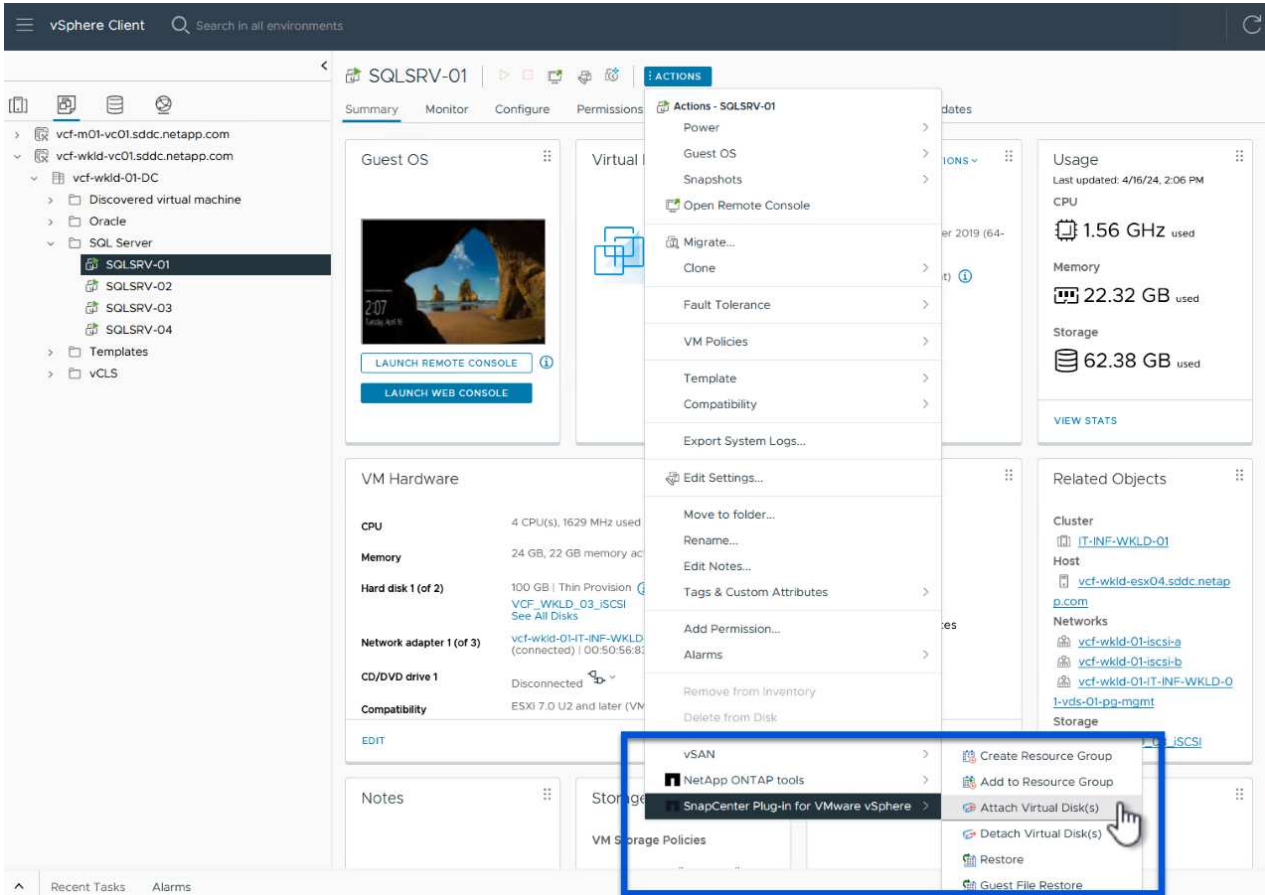 vSphere Client
Search in all environments
SQLSRV-01
ACTIONS
Summary
Monitor
Configure
Permissions
dates
vcf-m01-vc01.sddc.netapp.com
vcf-wkld-vc01.sddc.netapp.com
vcf-wkld-01-DC
Discovered virtual machine
Oracle
SQL Server
SQLSRV-01
SQLSRV-02
SQLSRV-03
SQLSRV-04
Templates
vCLS
Guest OS
2:07
Tuesday, April 16
LAUNCH REMOTE CONSOLE
LAUNCH WEB CONSOLE
Virtual
Actions - SQLSRV-01
Power
Guest OS
Snapshots
Open Remote Console
Migrate...
Clone
Fault Tolerance
VM Policies
Template
Compatibility
Export System Logs...
Edit Settings...
Move to folder...
Rename...
Edit Notes...
Tags & Custom Attributes
Add Permission...
Alarms
Remove from Inventory
Delete from Disk
vSAN
NetApp ONTAP tools
SnapCenter Plug-in for VMware vSphere
Create Resource Group
Add to Resource Group
Attach Virtual Disk(s)
Detach Virtual Disk(s)
Restore
Guest File Restore
IONS
er 2019 (64-
t)
es
Usage
Last updated: 4/16/24, 2:06 PM
CPU
1.56 GHz used
Memory
22.32 GB used
Storage
62.38 GB used
VIEW STATS
VM Hardware
CPU
4 CPU(s), 1629 MHz used
Memory
24 GB, 22 GB memory ac
Hard disk 1 (of 2)
100 GB | Thin Provision
VCF_WKLD_03_iSCSI
See All Disks
Network adapter 1 (of 3)
vcf-wkld-01-IT-INF-WKLD
(connected) | 00:50:56:83
CD/DVD drive 1
Disconnected
Compatibility
ESXi 7.0 U2 and later (VM
EDIT
Related Objects
Cluster
IT-INF-WKLD-01
Host
vcf-wkld-esx04.sddc.netap
p.com
Networks
vcf-wkld-01-iscsi-a
vcf-wkld-01-iscsi-b
vcf-wkld-01-IT-INF-WKLD-0
1-vds-01-pg-mgmt
Storage
iSCSI
Notes
Storage
VM Storage Policies
Recent Tasks
Alarms